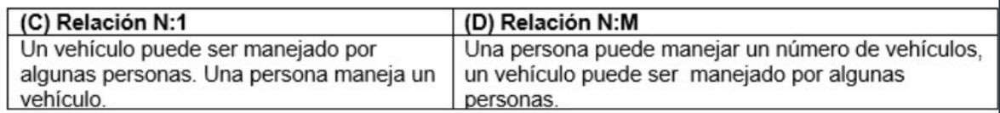 (C) Relación N:1
Un vehículo puede ser manejado por
algunas personas. Una persona maneja un
vehículo.
(D) Relación N:M
Una persona puede manejar un número de vehículos,
un vehículo puede ser manejado por algunas
personas.